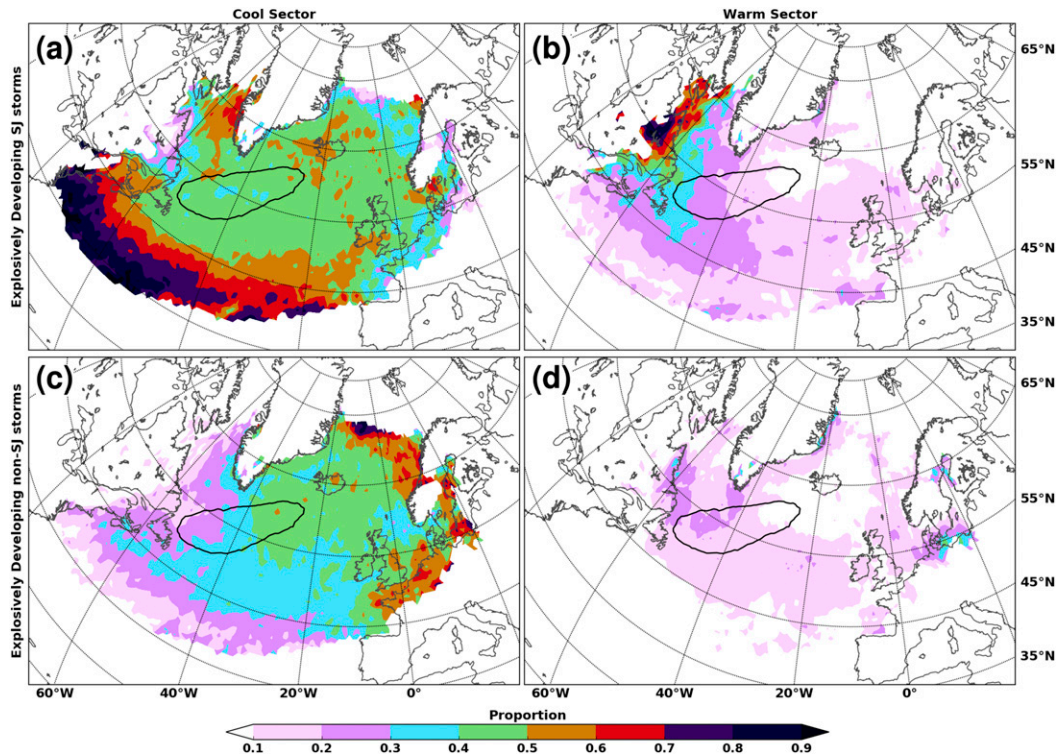 Cool Sector Warm Sector
Explosively Developing SJ storms
(a) (b)
65°N
55°N
45°N
35°N
Explosively Developing non-SJ storms
(c) (d)
65°N
55°N
45°N
35°N
60°W 40°W 20°W 0° 60°W 40°W 20°W 0°
Proportion
0.1 0.2 0.3 0.4 0.5 0.6 0.7 0.8 0.9